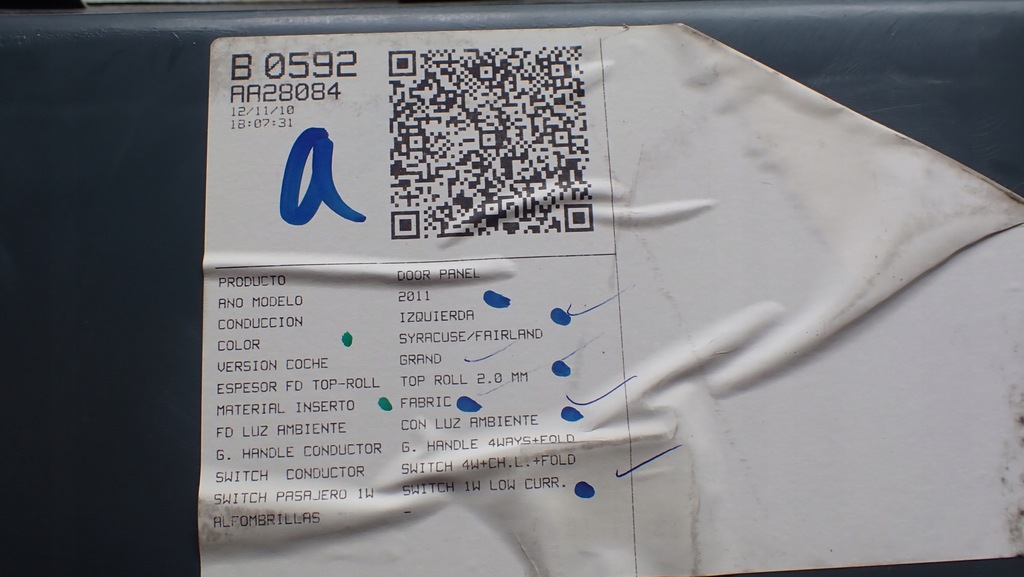 B 0592
AA28084
12/11/10
18:07:31
a
PRODUCTO DOOR PANEL
ANO MODELO 2011
CONDUCCION IZQUIERDA
COLOR SYRACUSE/FAIRLAND
VERSION COCHE GRAND
ESPESOR FD TOP-ROLL TOP ROLL 2.0 MM
MATERIAL INSERTO FABRIC
FD LUZ AMBIENTE CON LUZ AMBIENTE
G. HANDLE CONDUCTOR G. HANDLE 4WAYS+FOLD
SWITCH CONDUCTOR SWITCH 4W+CH.L.+FOLD
SWITCH PASAJERO 1W SWITCH 1W LOW CURR.
ALFOMBRILLAS -